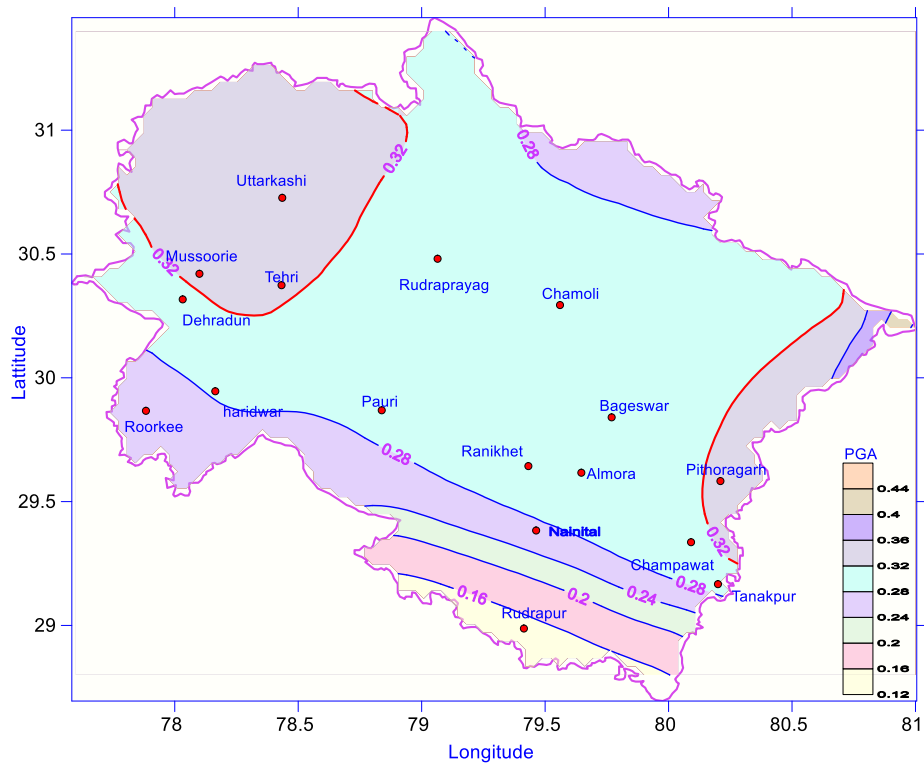 31
30.5
30
29.5
29
Lattitude
78
78.5
79
79.5
80
80.5
81
Longitude
0.28
0.32
Uttarkashi
0.32
Mussoorie
Tehri
Rudraprayag
Chamoli
Dehradun
Pauri
Bageswar
haridwar
Roorkee
0.28
Ranikhet
Almora
Pithoragarh
Nainital
0.32
Champawat
0.28
Tanakpur
0.24
0.2
0.16
Rudrapur
PGA
0.44
0.4
0.36
0.32
0.28
0.24
0.2
0.16
0.12